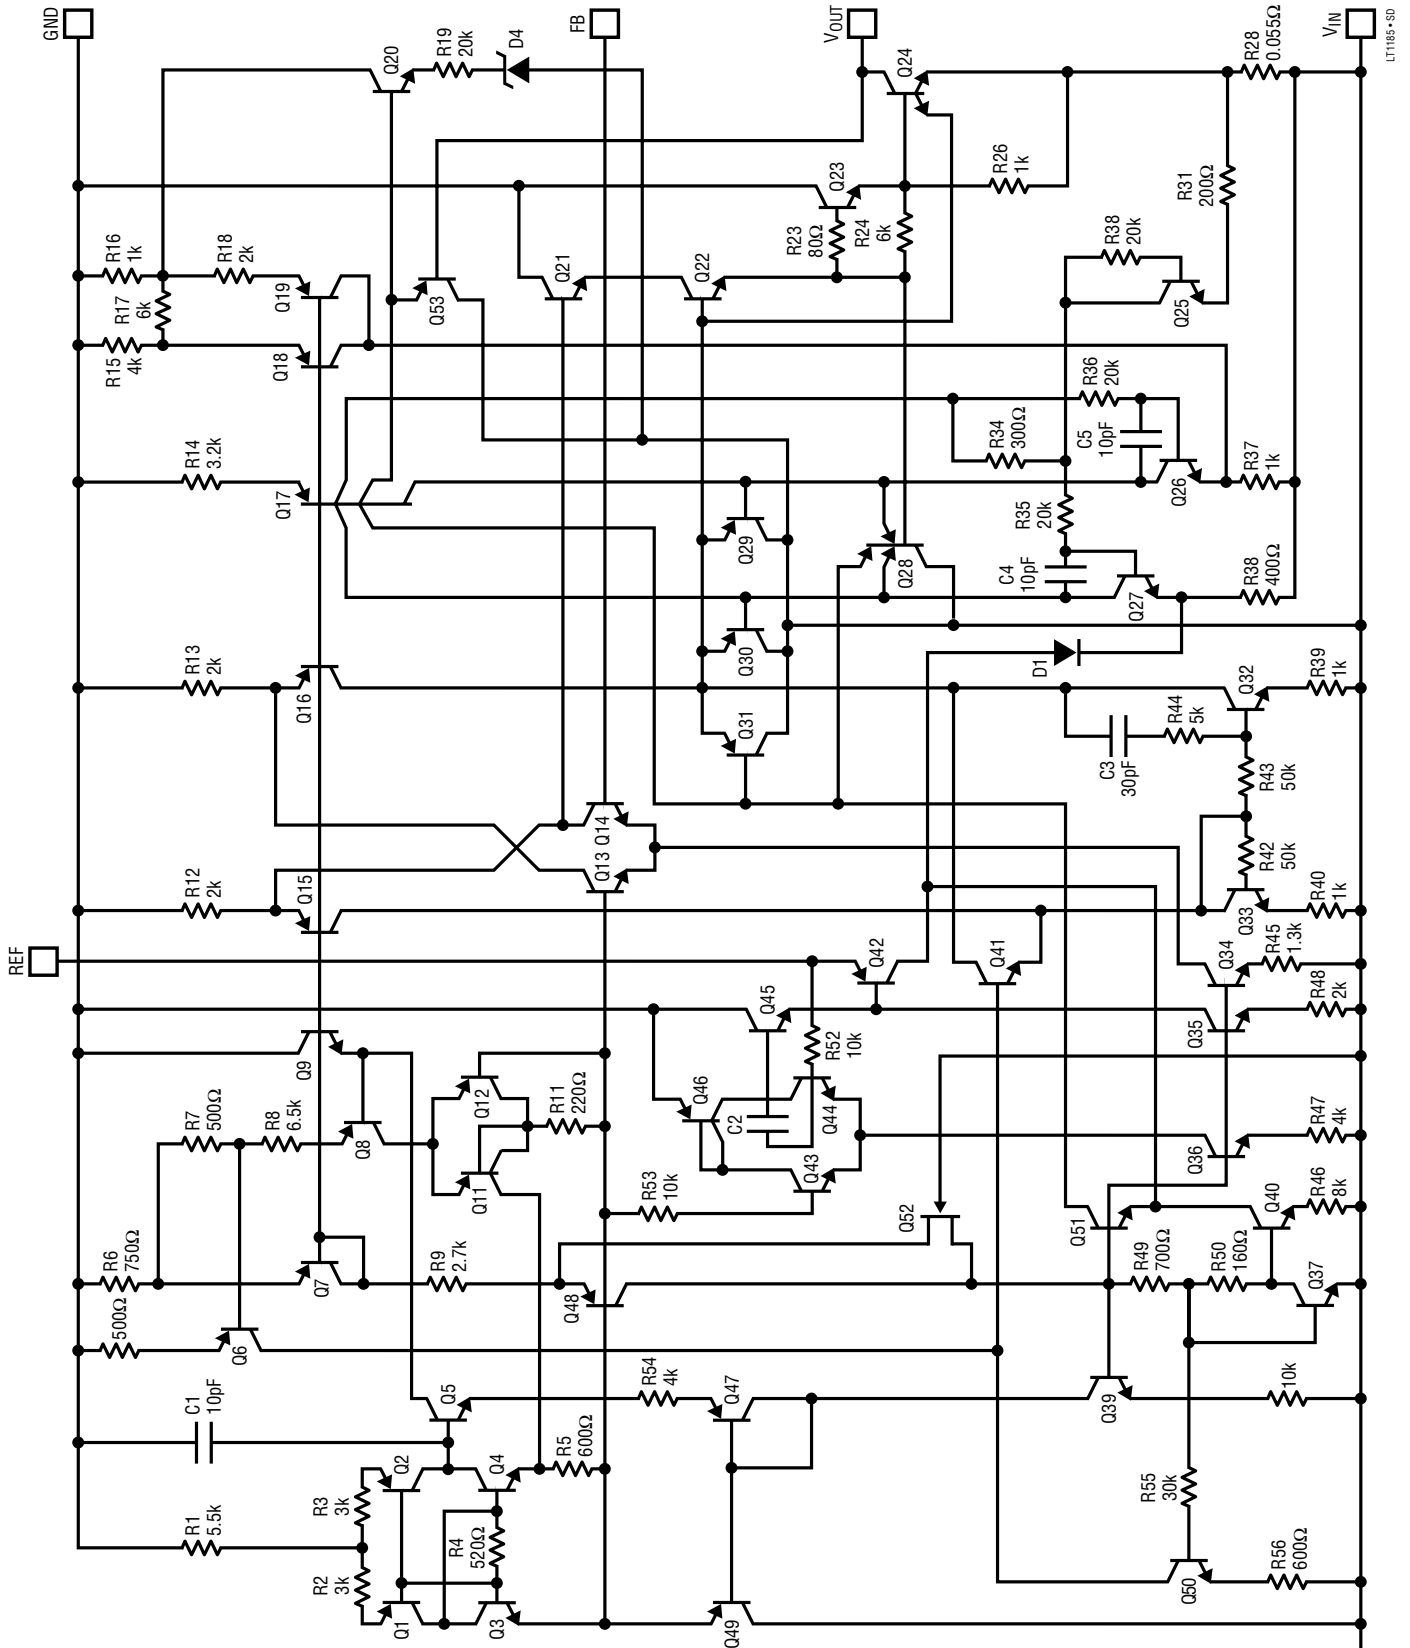 GND
FB
VOUT
VIN
LT1185 • SD
Q20
R19
20k
D4
Q24
R28
0.055Ω
R16
1k
R17
6k
R18
2k
Q19
R15
4k
Q18
Q53
Q21
Q22
Q23
R23
80Ω
R24
6k
R26
1k
R31
200Ω
R38
20k
Q25
R14
3.2k
Q17
R34
300Ω
R36
20k
C5
10pF
Q26
R37
1k
Q29
Q28
R35
20k
C4
10pF
Q27
R38
400Ω
Q30
D1
R13
2k
Q16
Q31
C3
30pF
R44
5k
Q32
R39
1k
R43
50k
Q13
Q14
R12
2k
Q15
R42
50k
Q33
R40
1k
REF
Q42
Q41
Q34
R45
1.3k
Q45
R52
10k
Q35
R48
2k
Q9
R7
500Ω
R8
6.5k
Q8
Q12
R11
220Ω
Q11
Q46
C2
Q44
Q43
R53
10k
Q36
R47
4k
Q52
Q51
Q40
R46
8k
R6
750Ω
Q7
R9
2.7k
Q48
R49
700Ω
R50
160Ω
Q37
500Ω
Q6
C1
10pF
Q5
R54
4k
Q47
Q39
10k
R1
5.5k
R3
3k
Q2
Q4
R5
600Ω
R2
3k
R4
520Ω
Q1
Q3
Q49
R55
30k
Q50
R56
600Ω